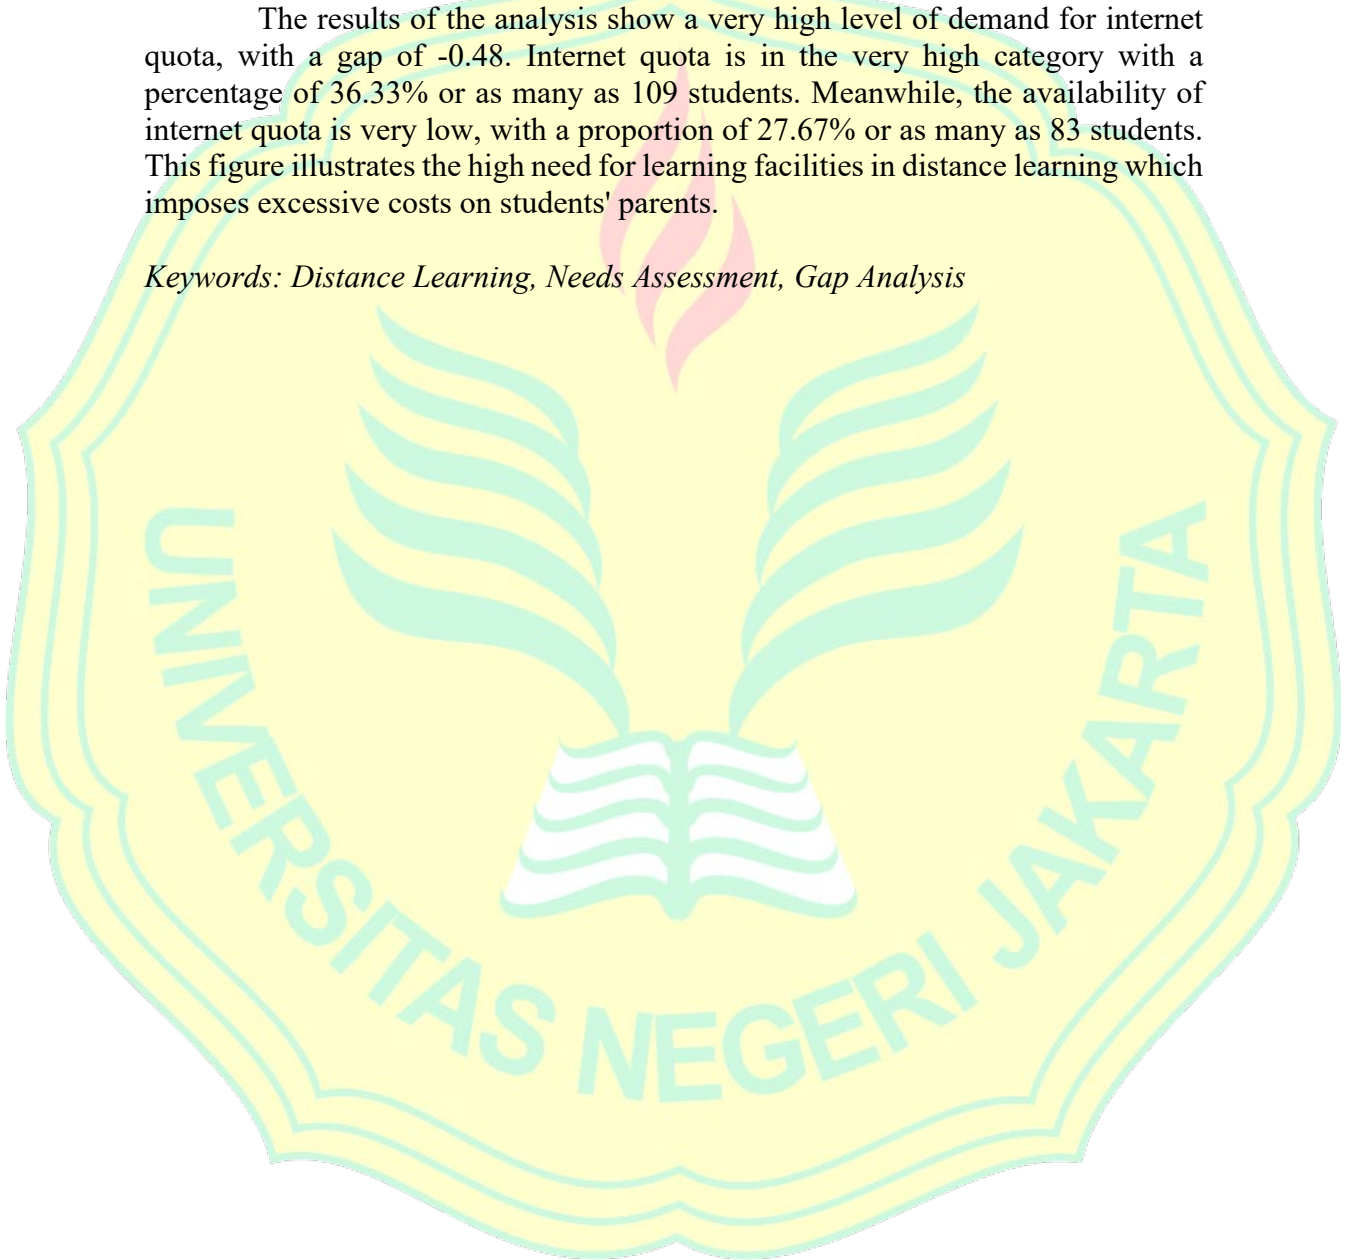 The results of the analysis show a very high level of demand for internet
quota, with a gap of -0.48. Internet quota is in the very high category with a
percentage of 36.33% or as many as 109 students. Meanwhile, the availability of
internet quota is very low, with a proportion of 27.67% or as many as 83 students.
This figure illustrates the high need for learning facilities in distance learning which
imposes excessive costs on students' parents.
Keywords: Distance Learning, Needs Assessment, Gap Analysis
UNIVERSITAS NEGERI JAKARTA